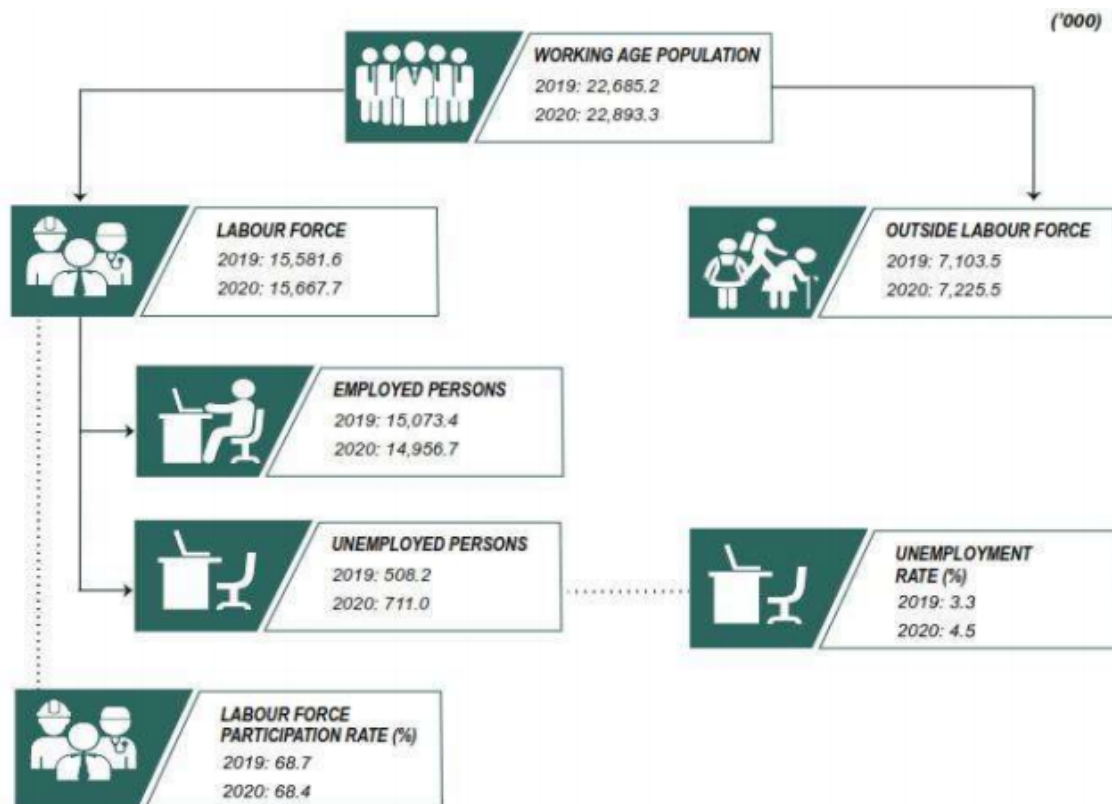 ('000)
WORKING AGE POPULATION
2019: 22,685.2
2020: 22,893.3
LABOUR FORCE
2019: 15,581.6
2020: 15,667.7
OUTSIDE LABOUR FORCE
2019: 7,103.5
2020: 7,225.5
EMPLOYED PERSONS
2019: 15,073.4
2020: 14,956.7
UNEMPLOYED PERSONS
2019: 508.2
2020: 711.0
UNEMPLOYMENT
RATE (%)
2019: 3.3
2020: 4.5
LABOUR FORCE
PARTICIPATION RATE (%)
2019: 68.7
2020: 68.4